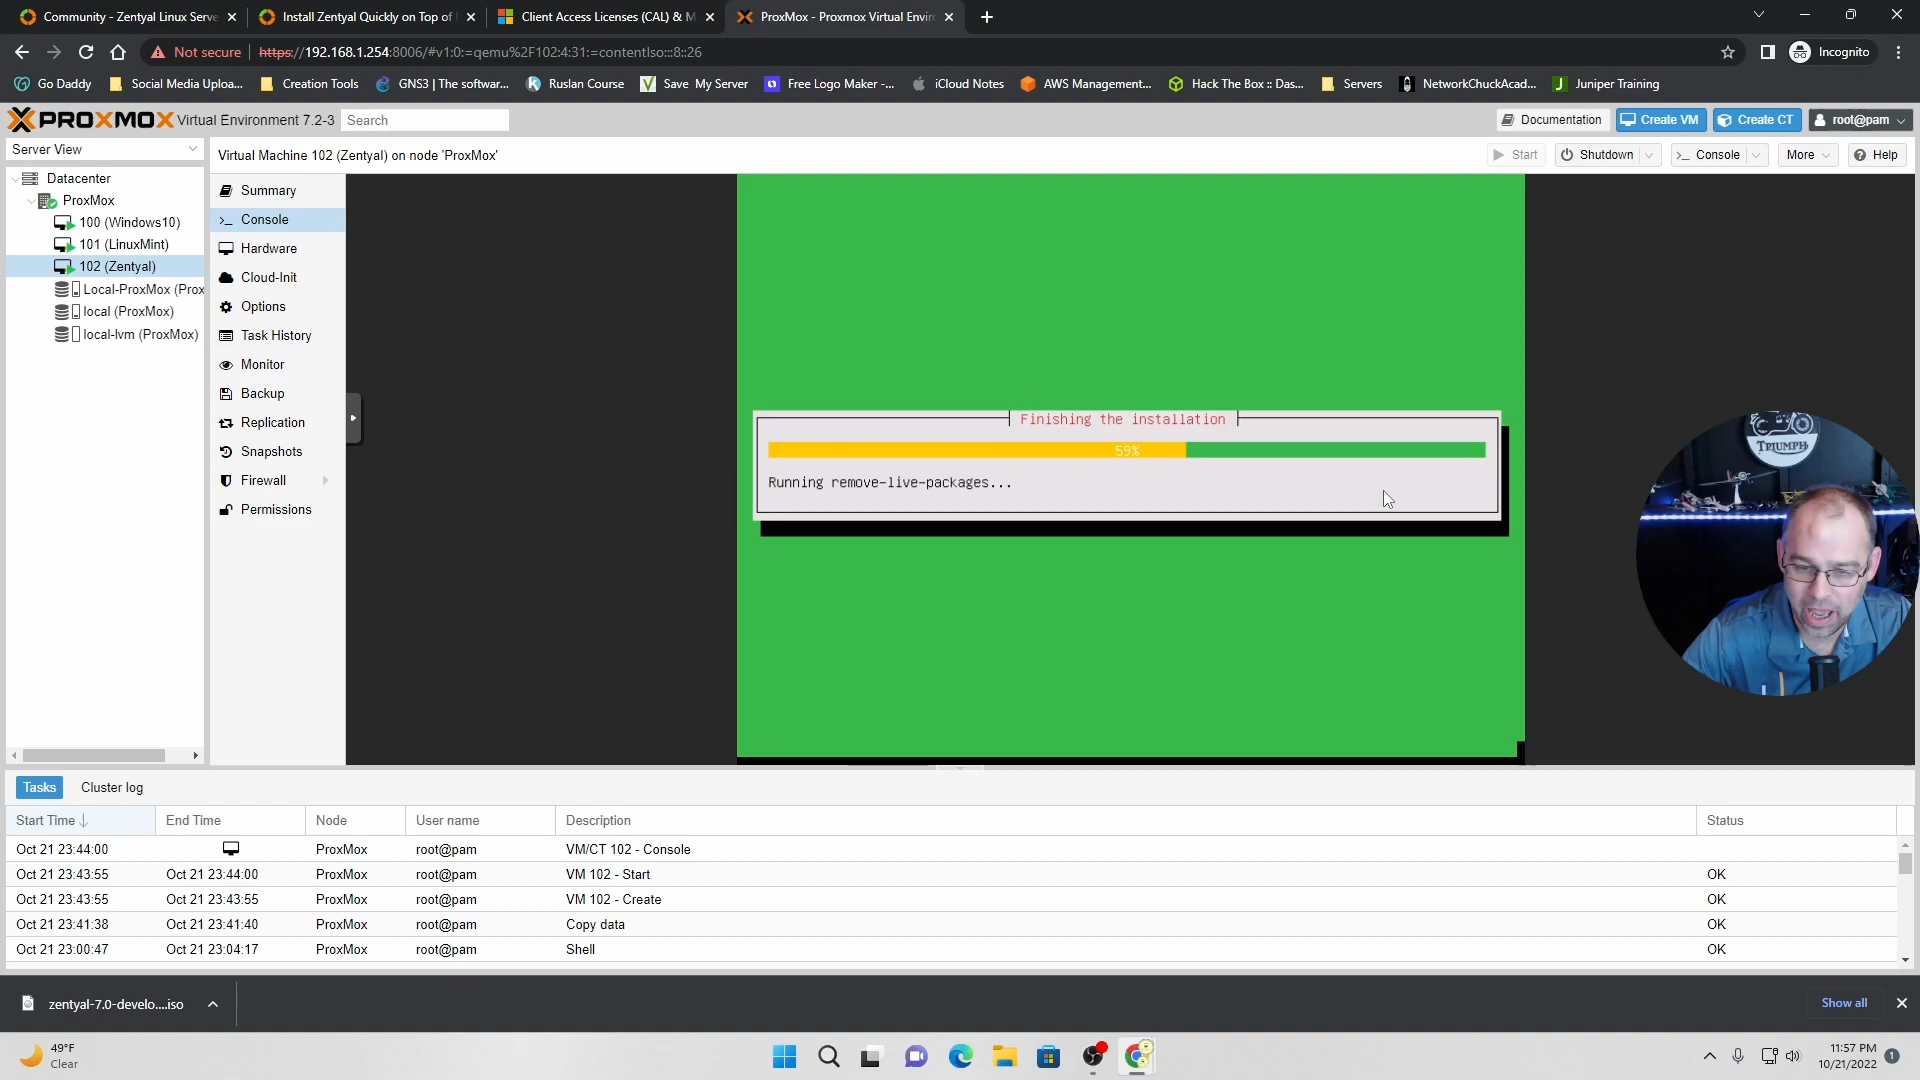 Community - Zentyal Linux Serve
Install Zentyal Quickly on Top of
Client Access Licenses (CAL) & M
ProxMox - Proxmox Virtual Envir
Not secure
https://192.168.1.254:8006/#v1:0:=qemu%2F102:4:31:=contentIso:::8::26
Incognito
Go Daddy
Social Media Uploa...
Creation Tools
GNS3 | The softwar...
Ruslan Course
Save My Server
Free Logo Maker -...
iCloud Notes
AWS Management...
Hack The Box :: Das...
Servers
NetworkChuckAcad...
Juniper Training
PROXMOX Virtual Environment 7.2-3
Search
Documentation
Create VM
Create CT
root@pam
Server View
Virtual Machine 102 (Zentyal) on node 'ProxMox'
Start
Shutdown
Console
More
Help
Datacenter
ProxMox
100 (Windows10)
101 (LinuxMint)
102 (Zentyal)
Local-ProxMox (Prox
local (ProxMox)
local-lvm (ProxMox)
Summary
Console
Hardware
Cloud-Init
Options
Task History
Monitor
Backup
Replication
Snapshots
Firewall
Permissions
Finishing the installation
59%
Running remove-live-packages...
TRIUMPH
Tasks
Cluster log
Start Time
End Time
Node
User name
Description
Status
Oct 21 23:44:00
ProxMox
root@pam
VM/CT 102 - Console
Oct 21 23:43:55
Oct 21 23:44:00
ProxMox
root@pam
VM 102 - Start
OK
Oct 21 23:43:55
Oct 21 23:43:55
ProxMox
root@pam
VM 102 - Create
OK
Oct 21 23:41:38
Oct 21 23:41:40
ProxMox
root@pam
Copy data
OK
Oct 21 23:00:47
Oct 21 23:04:17
ProxMox
root@pam
Shell
OK
zentyal-7.0-develo....iso
Show all
49°F
Clear
11:57 PM
10/21/2022
1